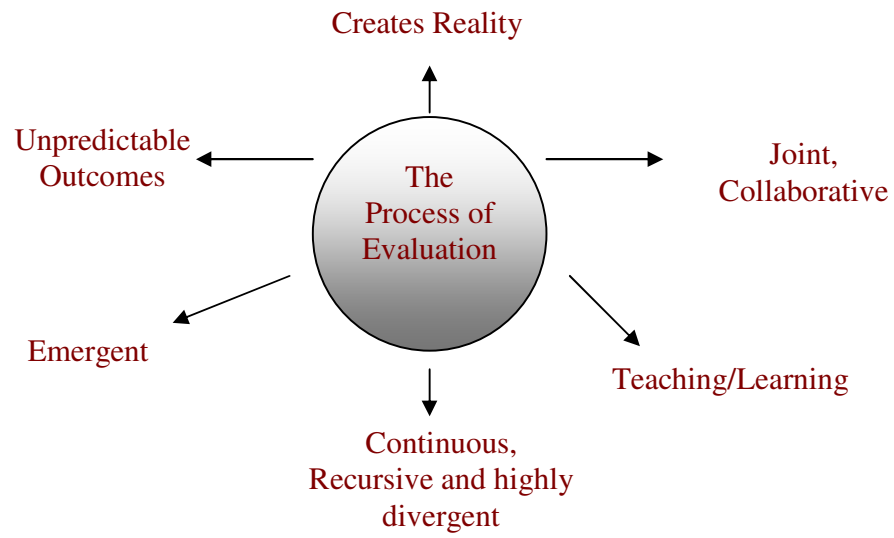 Creates Reality
Unpredictable
Outcomes
The
Process of
Evaluation
Joint,
Collaborative
Emergent
Teaching/Learning
Continuous,
Recursive and highly
divergent